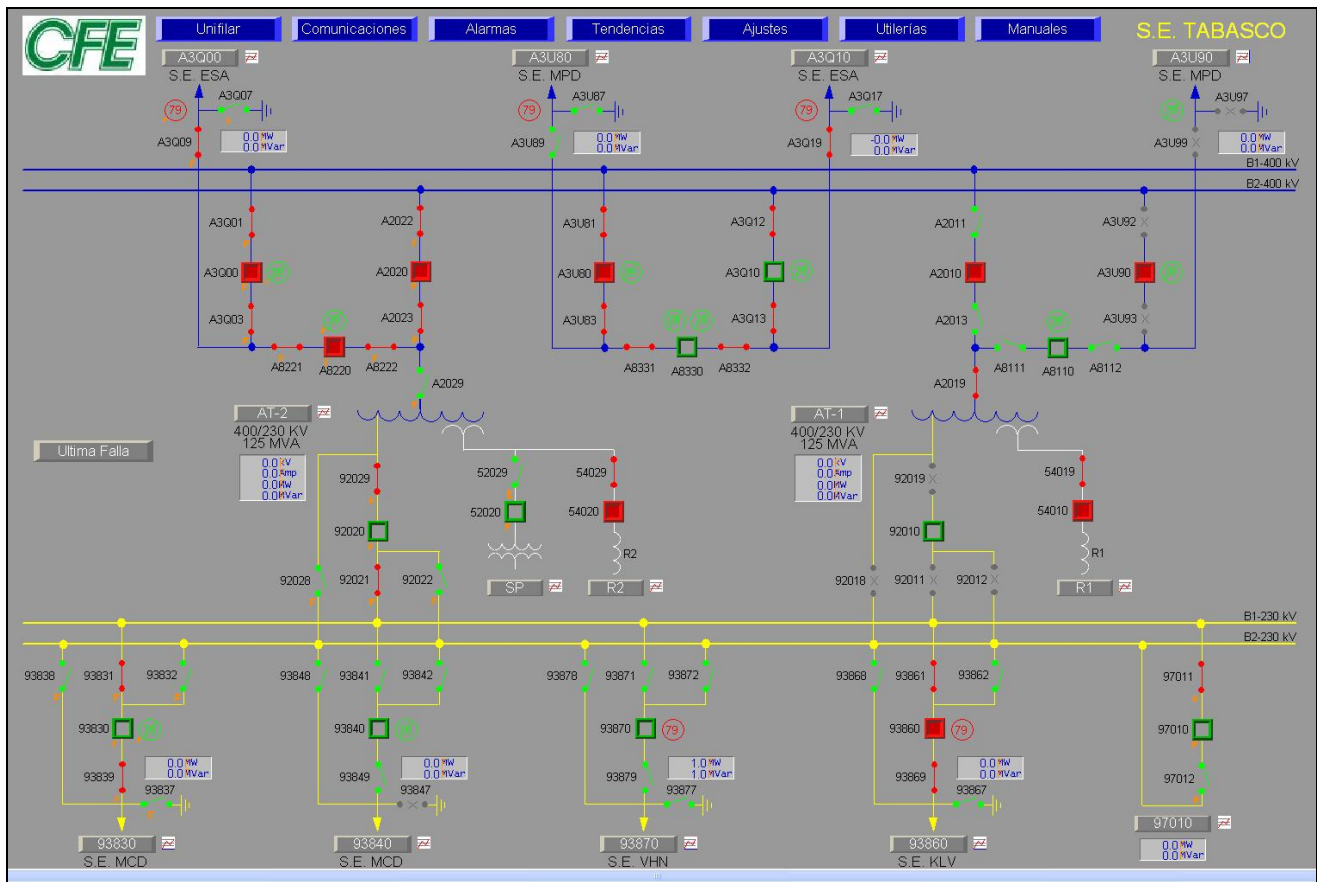 CFE
Unifilar Comunicaciones Alarmas Tendencias Ajustes Utilerías Manuales S.E. TABASCO
A3Q00 A3U80 A3Q10 A3U90
S.E. ESA S.E. MPD S.E. ESA S.E. MPD
A3Q07 A3U87 A3Q17 A3U97
79 79 79
A3Q09 0.0 MW A3U89 0.0 MW A3Q19 -0.0 MW A3U99 0.0 MW
0.0 MVar 0.0 MVar 0.0 MVar 0.0 MVar
B1-400 kV
B2-400 kV
A3Q01 A2022 A3U81 A3Q12 A2011 A3U92
A3Q00 A2020 A3U80 A3Q10 A2010 A3U90
A3Q03 A2023 A3U83 A3Q13 A2013 A3U93
A8221 A8220 A8222 A8331 A8330 A8332 A8111 A8110 A8112
A2029 A2019
AT-2 AT-1
400/230 KV 400/230 KV
125 MVA 125 MVA
Ultima Falla
0.0 kV 0.0 kV
0.0 Amp 0.0 Amp
0.0 MW 0.0 MW
0.0 MVar 0.0 MVar
92029 52029 54029 92019 54019
92020 52020 54020 92010 54010
R2 R1
92028 92021 92022 92018 92011 92012
SP R2 R1
B1-230 kV
B2-230 kV
93838 93831 93832 93848 93841 93842 93878 93871 93872 93868 93861 93862 97011
93830 93840 93870 79 93860 79 97010
93839 0.0 MW 93849 0.0 MW 93879 1.0 MW 93869 0.0 MW 97012
0.0 MVar 0.0 MVar 1.0 MVar 0.0 MVar
93837 93847 93877 93867
97010
93830 93840 93870 93860
0.0 MW
0.0 MVar
S.E. MCD S.E. MCD S.E. VHN S.E. KLV